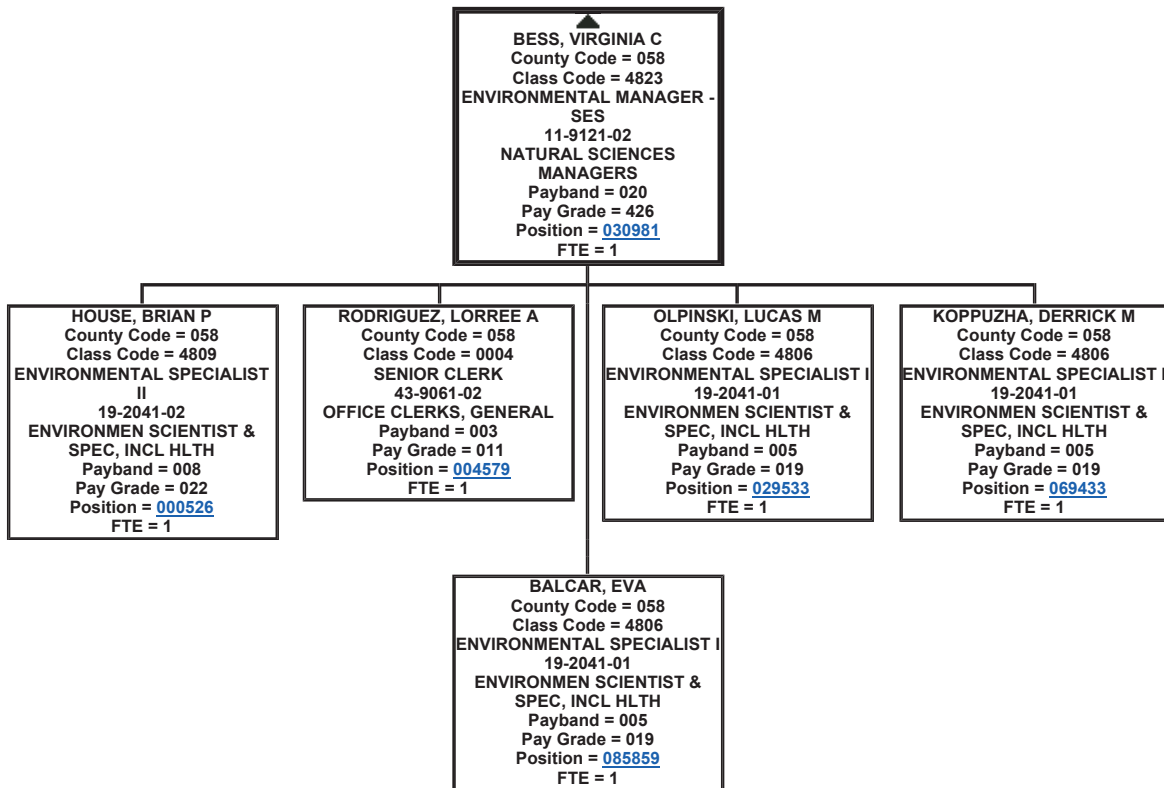 BESS, VIRGINIA C
County Code = 058
Class Code = 4823
ENVIRONMENTAL MANAGER -
SES
11-9121-02
NATURAL SCIENCES
MANAGERS
Payband = 020
Pay Grade = 426
Position = 030981
FTE = 1
HOUSE, BRIAN P
County Code = 058
Class Code = 4809
ENVIRONMENTAL SPECIALIST
II
19-2041-02
ENVIRONMEN SCIENTIST &
SPEC, INCL HLTH
Payband = 008
Pay Grade = 022
Position = 000526
FTE = 1
RODRIGUEZ, LORREE A
County Code = 058
Class Code = 0004
SENIOR CLERK
43-9061-02
OFFICE CLERKS, GENERAL
Payband = 003
Pay Grade = 011
Position = 004579
FTE = 1
OLPINSKI, LUCAS M
County Code = 058
Class Code = 4806
ENVIRONMENTAL SPECIALIST I
19-2041-01
ENVIRONMEN SCIENTIST &
SPEC, INCL HLTH
Payband = 005
Pay Grade = 019
Position = 029533
FTE = 1
KOPPUZHA, DERRICK M
County Code = 058
Class Code = 4806
ENVIRONMENTAL SPECIALIST I
19-2041-01
ENVIRONMEN SCIENTIST &
SPEC, INCL HLTH
Payband = 005
Pay Grade = 019
Position = 069433
FTE = 1
BALCAR, EVA
County Code = 058
Class Code = 4806
ENVIRONMENTAL SPECIALIST I
19-2041-01
ENVIRONMEN SCIENTIST &
SPEC, INCL HLTH
Payband = 005
Pay Grade = 019
Position = 085859
FTE = 1